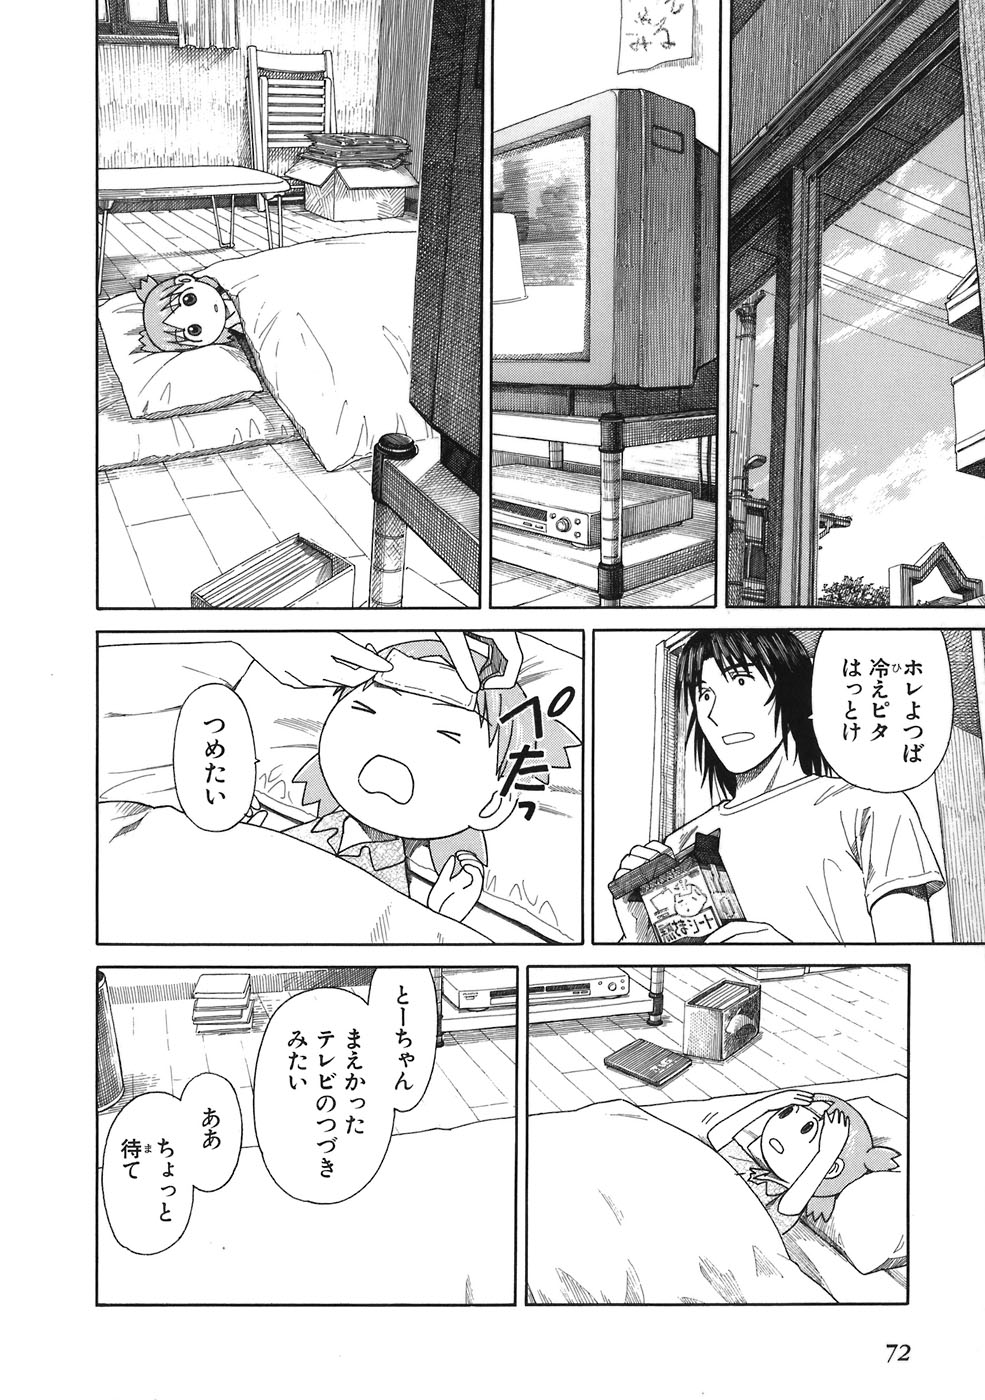 ホレよつば
冷えピタ
はっとけ
ひ
ペたっ
つめたい
とーちゃん
まえかった
テレビのつづき
みたい
ああ
ちょっと
待て
ま
72